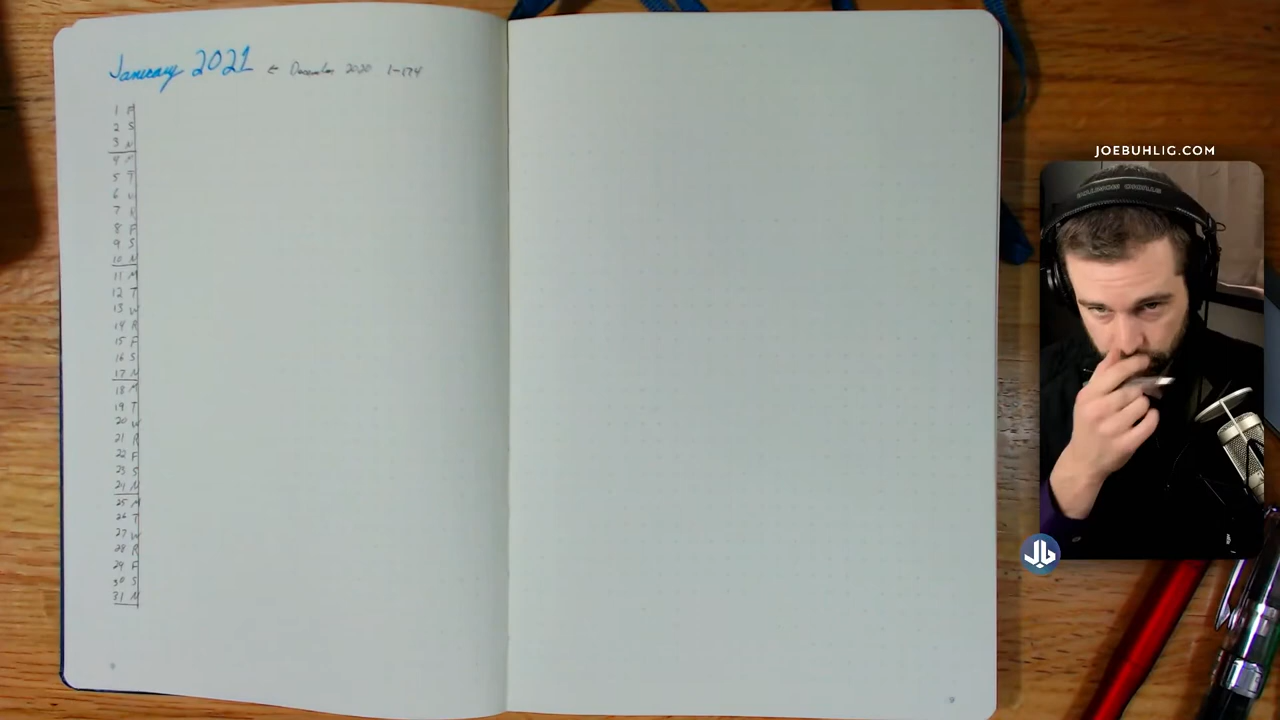 January 2021 ← December 2020 1-174
1 F
2 S
3 N
4 M
5 T
6 W
7 R
8 F
9 S
10 N
11 M
12 T
13 W
14 R
15 F
16 S
17 N
18 M
19 T
20 W
21 R
22 F
23 S
24 N
25 M
26 T
27 W
28 R
29 F
30 S
31 N
JOEBUHLIG.COM
JB